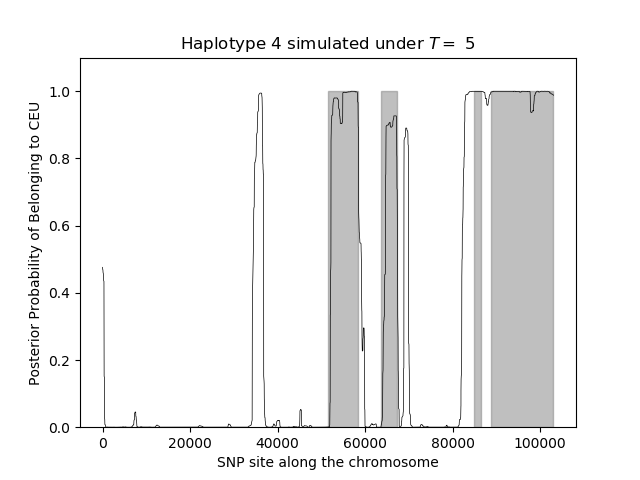 Haplotype 4 simulated under T = 5
Posterior Probability of Belonging to CEU
1.0
0.8
0.6
0.4
0.2
0.0
0 20000 40000 60000 80000 100000
SNP site along the chromosome